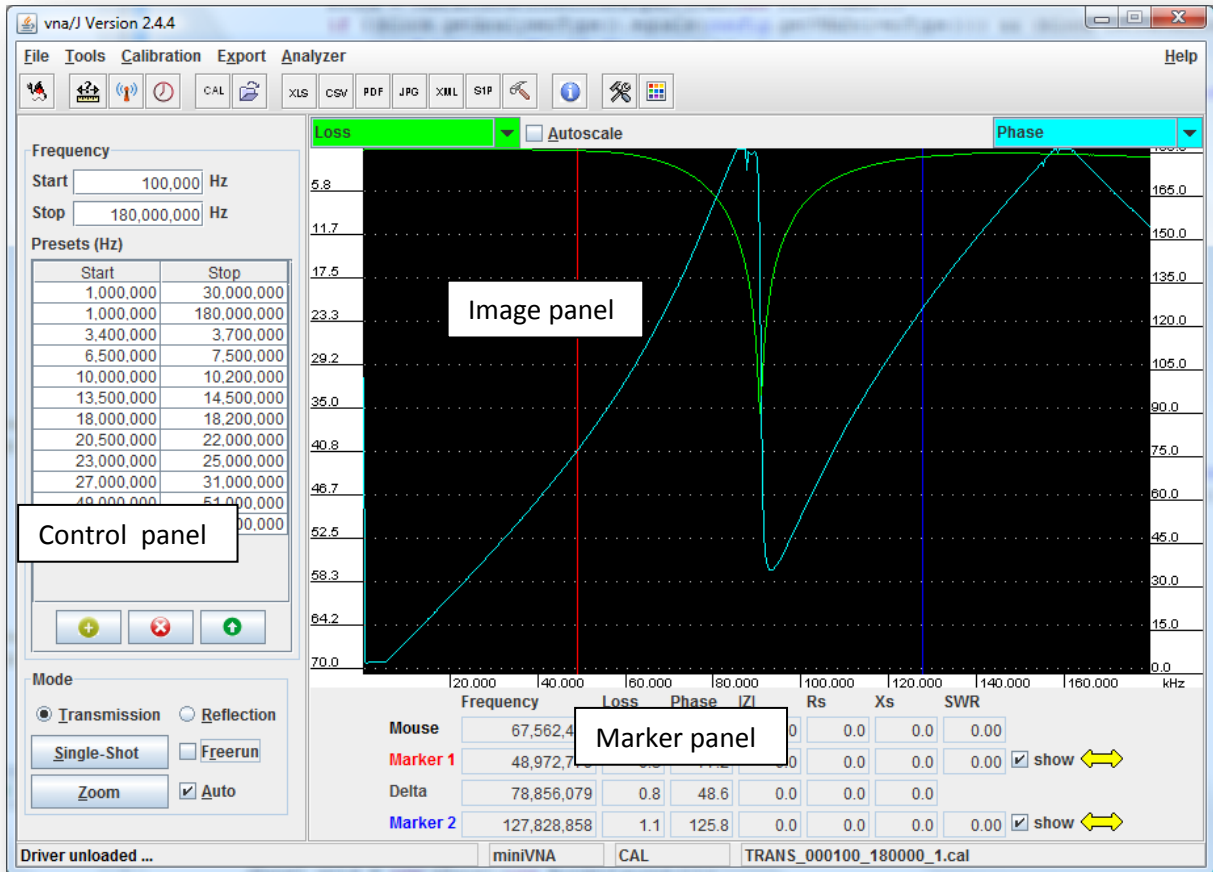 vna/J Version 2.4.4
File Tools Calibration Export Analyzer Help
CAL XLS CSV PDF JPG XML S1P
Loss Autoscale Phase
Frequency
Start 100,000 Hz
Stop 180,000,000 Hz
Presets (Hz)
Start Stop
1,000,000 30,000,000
1,000,000 180,000,000
3,400,000 3,700,000
6,500,000 7,500,000
10,000,000 10,200,000
13,500,000 14,500,000
18,000,000 18,200,000
20,500,000 22,000,000
23,000,000 25,000,000
27,000,000 31,000,000
49,000,000 51,000,000
Control panel
Mode
Transmission Reflection
Single-Shot Freerun
Zoom Auto
5.8
11.7
17.5
23.3
29.2
35.0
40.8
46.7
52.5
58.3
64.2
70.0
Image panel
165.0
150.0
135.0
120.0
105.0
90.0
75.0
60.0
45.0
30.0
15.0
0.0
20.000 40.000 60.000 80.000 100.000 120.000 140.000 160.000 kHz
Frequency Loss Phase |Z| Rs Xs SWR
Mouse 67,562,4 0.0 0.0 0.00
Marker panel
Marker 1 48,972,779 0.0 0.0 0.0 0.00 show
Delta 78,856,079 0.8 48.6 0.0 0.0 0.0
Marker 2 127,828,858 1.1 125.8 0.0 0.0 0.0 0.00 show
Driver unloaded ... miniVNA CAL TRANS_000100_180000_1.cal